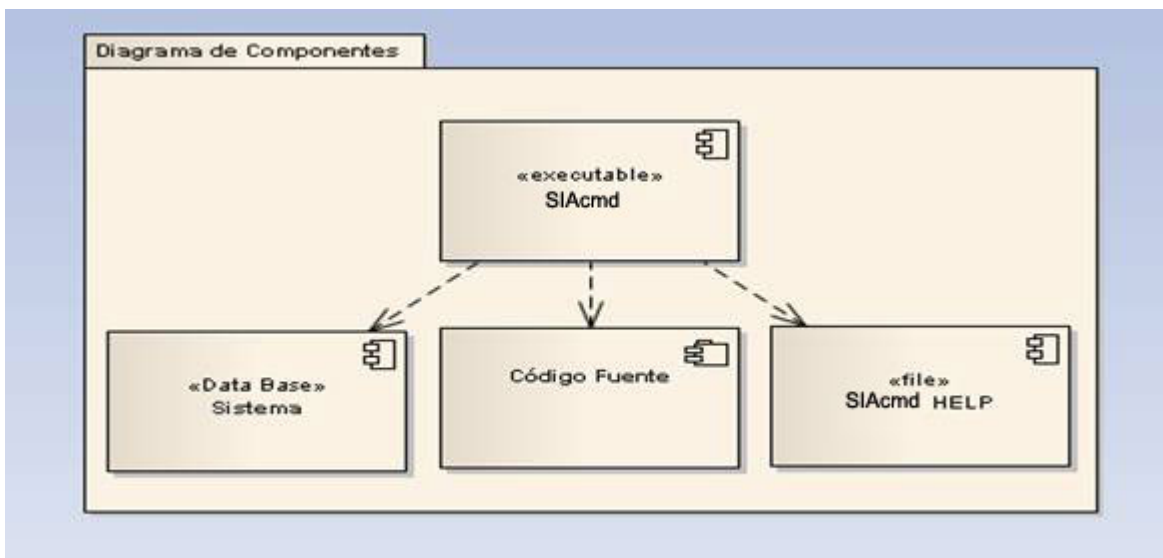 Diagrama de Componentes
«executable»
SIAcmd
«Data Base»
Sistema
Código Fuente
«file»
SIAcmd HELP